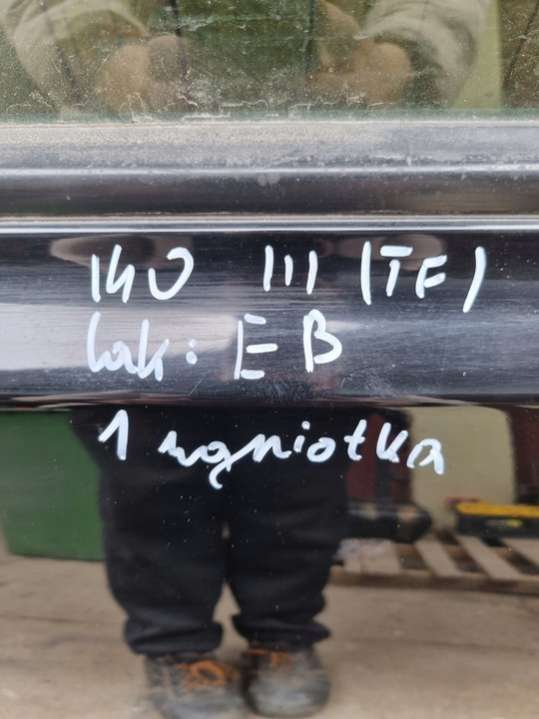 140 III (TF)
Lak: EB
1 wgniotka